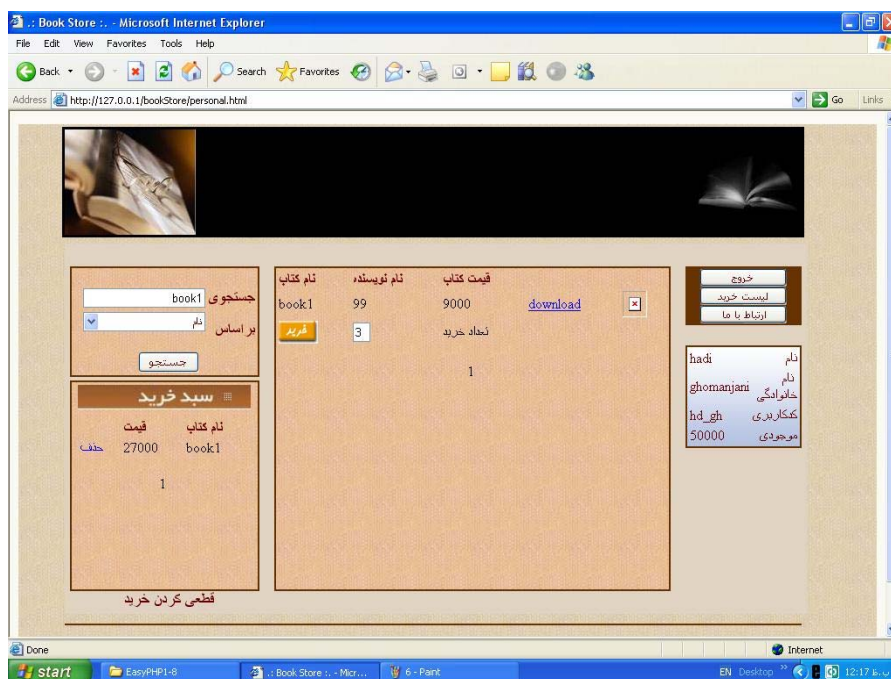 .: Book Store :. - Microsoft Internet Explorer
File Edit View Favorites Tools Help
Back Search Favorites
Address http://127.0.0.1/bookStore/personal.html Go Links
خروج
لیست خرید
ارتباط با ما
نام hadi
نام خانوادگی ghomanjani
کدکاربری hd_gh
موجودی 50000
نام کتاب نام نویسنده قیمت کتاب
book1 99 9000 download
خرید 3 تعداد خرید
1
جستجوی book1
بر اساس نام
جستجو
سبد خرید
نام کتاب قیمت
book1 27000 حذف
1
قطعی کردن خرید
Done Internet
start EasyPHP1-8 .: Book Store :. - Micr... 6 - Paint EN Desktop 12:17 ب.ظ